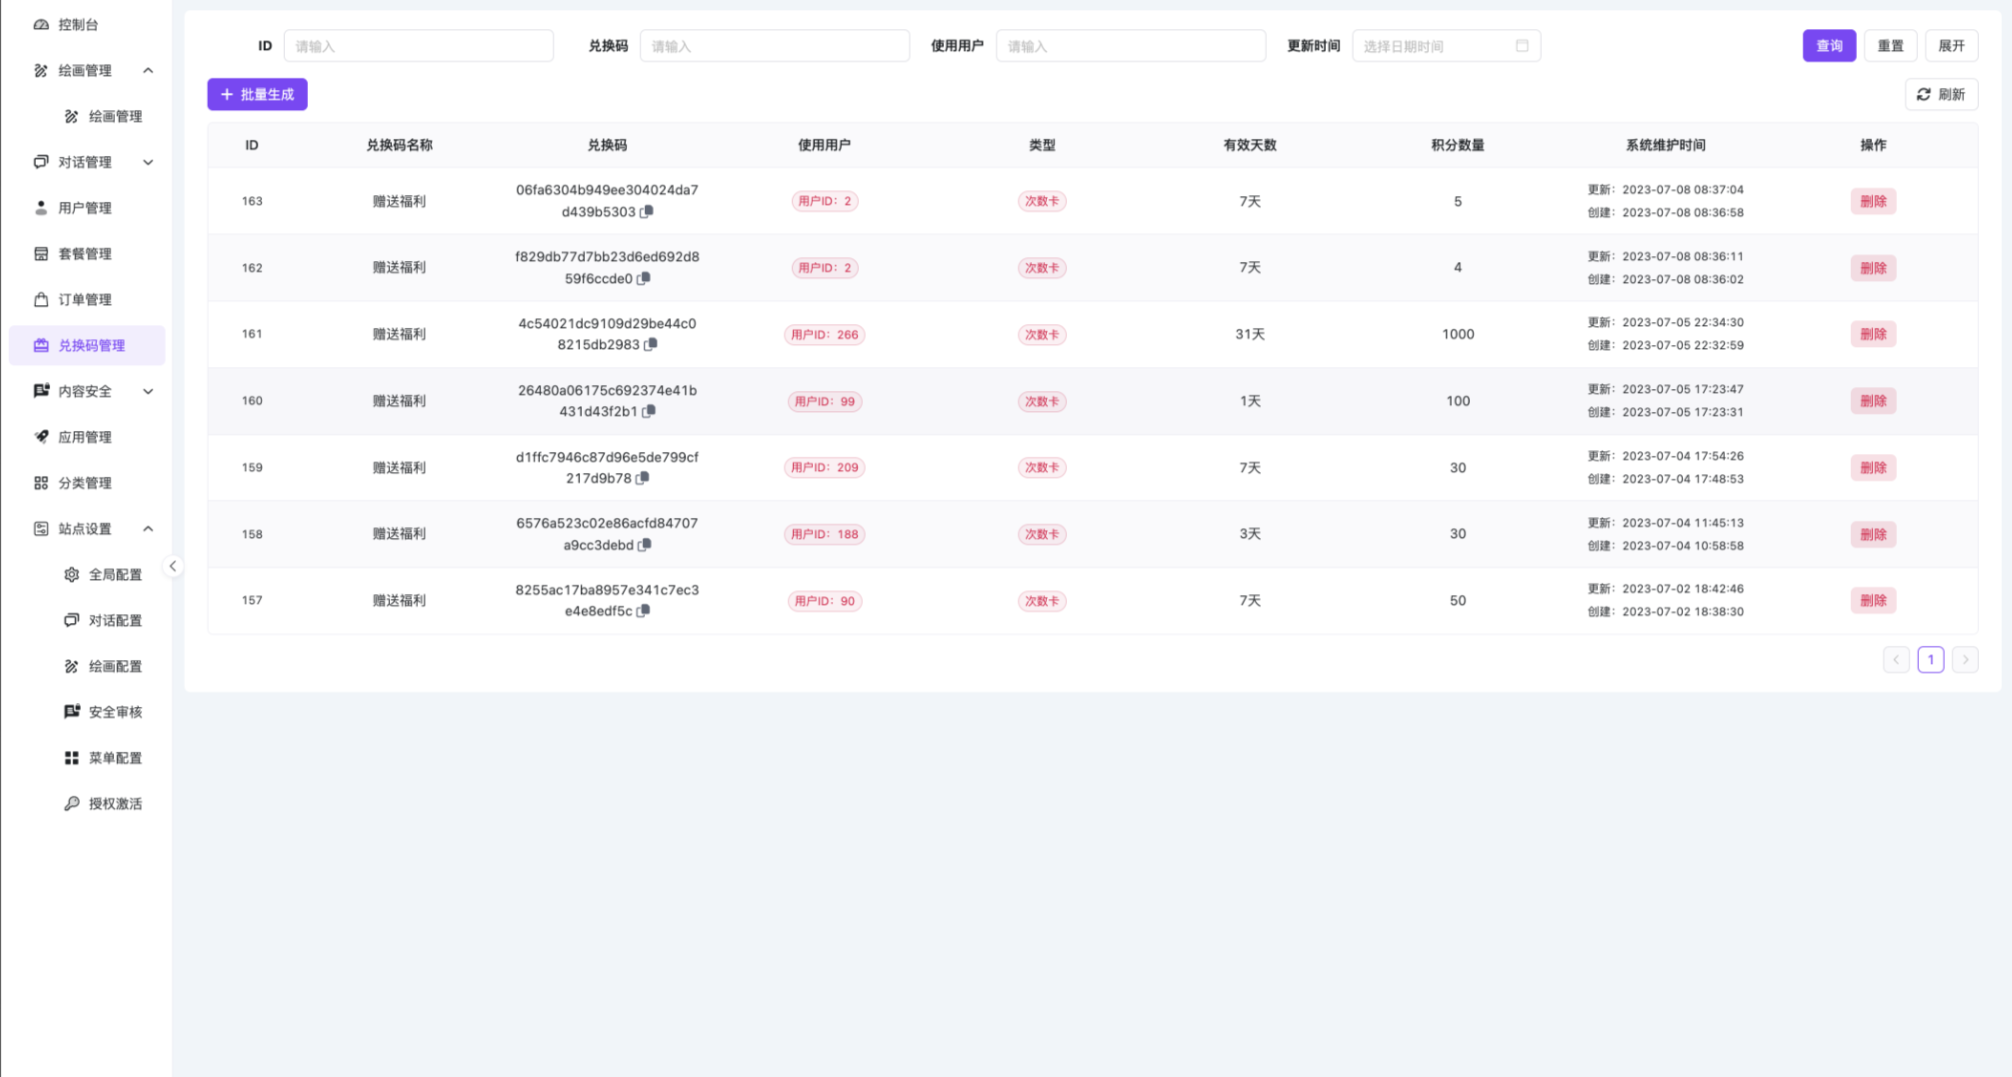 控制台
绘画管理
绘画管理
对话管理
用户管理
套餐管理
订单管理
兑换码管理
内容安全
应用管理
分类管理
站点设置
全局配置
对话配置
绘画配置
安全审核
菜单配置
授权激活
ID 请输入 兑换码 请输入 使用用户 请输入 更新时间 选择日期时间 查询 重置 展开
批量生成 刷新
ID 兑换码名称 兑换码 使用用户 类型 有效天数 积分数量 系统维护时间 操作
163 赠送福利 06fa6304b949ee304024da7 用户ID: 2 次数卡 7天 5 更新: 2023-07-08 08:37:04 删除
d439b5303 创建: 2023-07-08 08:36:58
162 赠送福利 f829db77d7bb23d6ed692d8 用户ID: 2 次数卡 7天 4 更新: 2023-07-08 08:36:11 删除
59f6ccde0 创建: 2023-07-08 08:36:02
161 赠送福利 4c54021dc9109d29be44c0 用户ID: 266 次数卡 31天 1000 更新: 2023-07-05 22:34:30 删除
8215db2983 创建: 2023-07-05 22:32:59
160 赠送福利 26480a06175c692374e41b 用户ID: 99 次数卡 1天 100 更新: 2023-07-05 17:23:47 删除
431d43f2b1 创建: 2023-07-05 17:23:31
159 赠送福利 d1ffc7946c87d96e5de799cf 用户ID: 209 次数卡 7天 30 更新: 2023-07-04 17:54:26 删除
217d9b78 创建: 2023-07-04 17:48:53
158 赠送福利 6576a523c02e86acfd84707 用户ID: 188 次数卡 3天 30 更新: 2023-07-04 11:45:13 删除
a9cc3debd 创建: 2023-07-04 10:58:58
157 赠送福利 8255ac17ba8957e341c7ec3 用户ID: 90 次数卡 7天 50 更新: 2023-07-02 18:42:46 删除
e4e8edf5c 创建: 2023-07-02 18:38:30
1